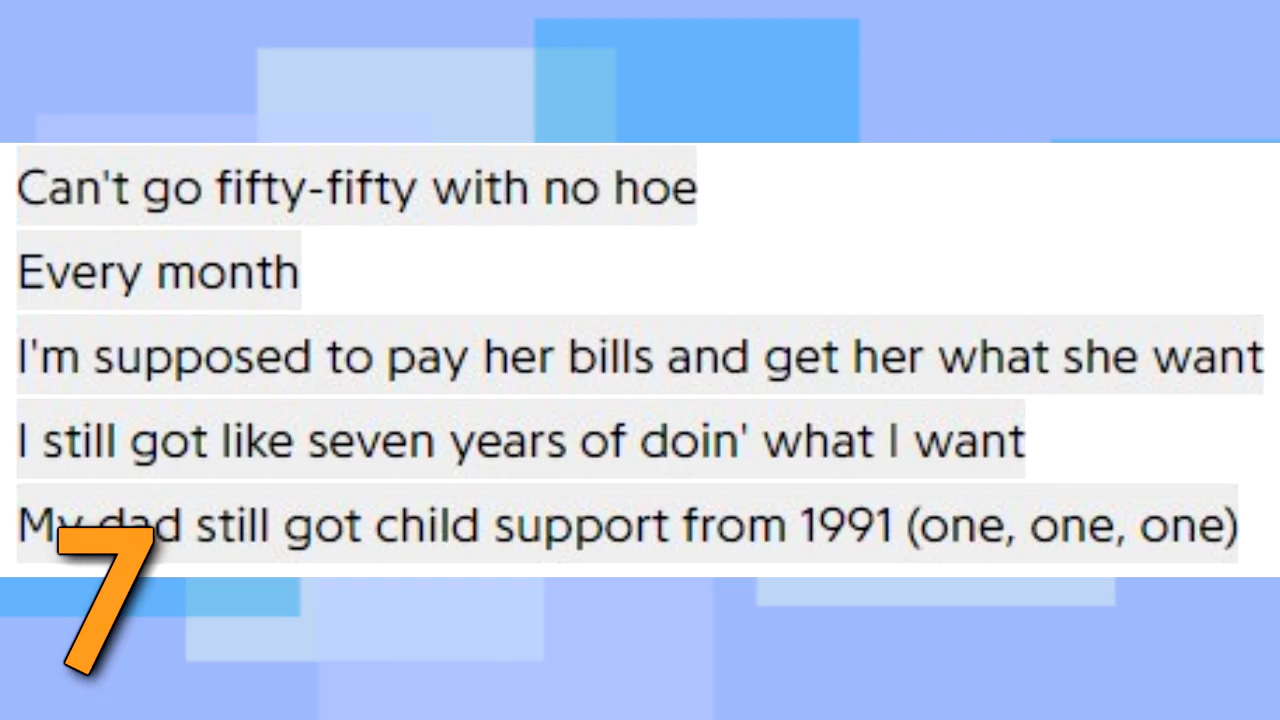 Can't go fifty-fifty with no hoe
Every month
I'm supposed to pay her bills and get her what she want
I still got like seven years of doin' what I want
My dad still got child support from 1991 (one, one, one)
7